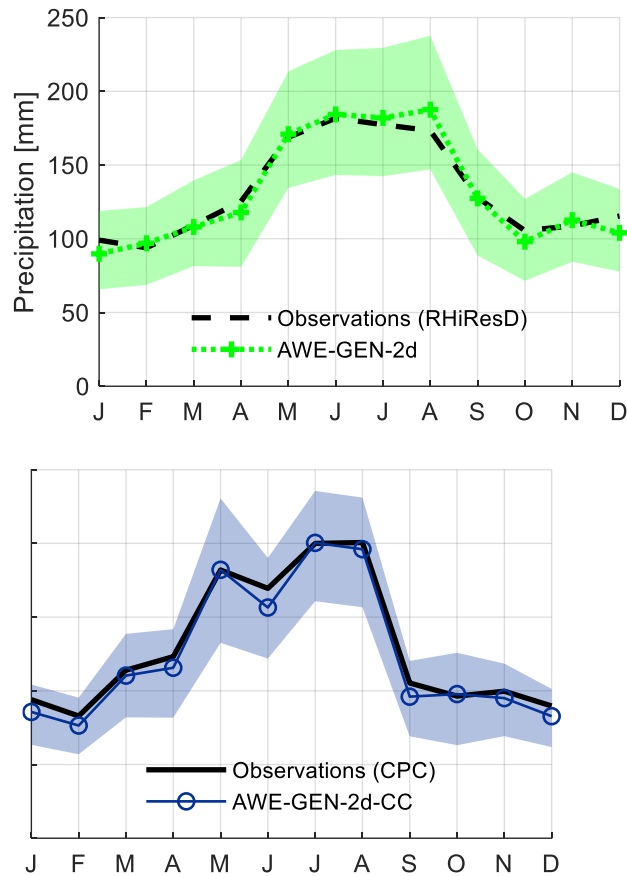 250
200
150
100
50
0
Precipitation [mm]
Observations (RHiResD)
AWE-GEN-2d
J F M A M J J A S O N D
Observations (CPC)
AWE-GEN-2d-CC
J F M A M J J A S O N D